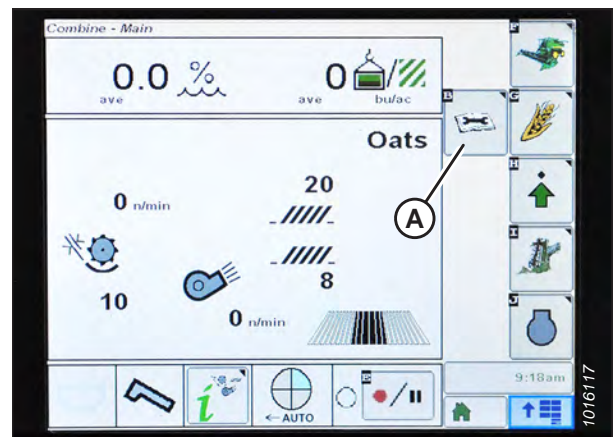 Combine - Main
0.0 %
ave
0 /
ave bu/ac
Oats
B
F
G
H
I
J
A
0 n/min
20
8
10
0 n/min
i
←AUTO
/II
9:18am
1016117